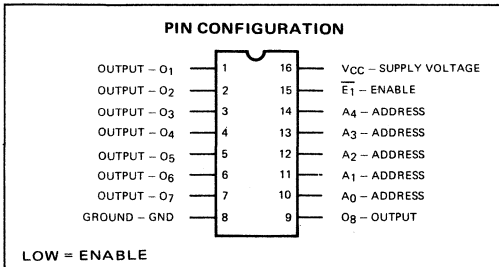 PIN CONFIGURATION
OUTPUT – O1 1 16 VCC – SUPPLY VOLTAGE
OUTPUT – O2 2 15 E1 – ENABLE
OUTPUT – O3 3 14 A4 – ADDRESS
OUTPUT – O4 4 13 A3 – ADDRESS
OUTPUT – O5 5 12 A2 – ADDRESS
OUTPUT – O6 6 11 A1 – ADDRESS
OUTPUT – O7 7 10 A0 – ADDRESS
GROUND – GND 8 9 O8 – OUTPUT
LOW = ENABLE